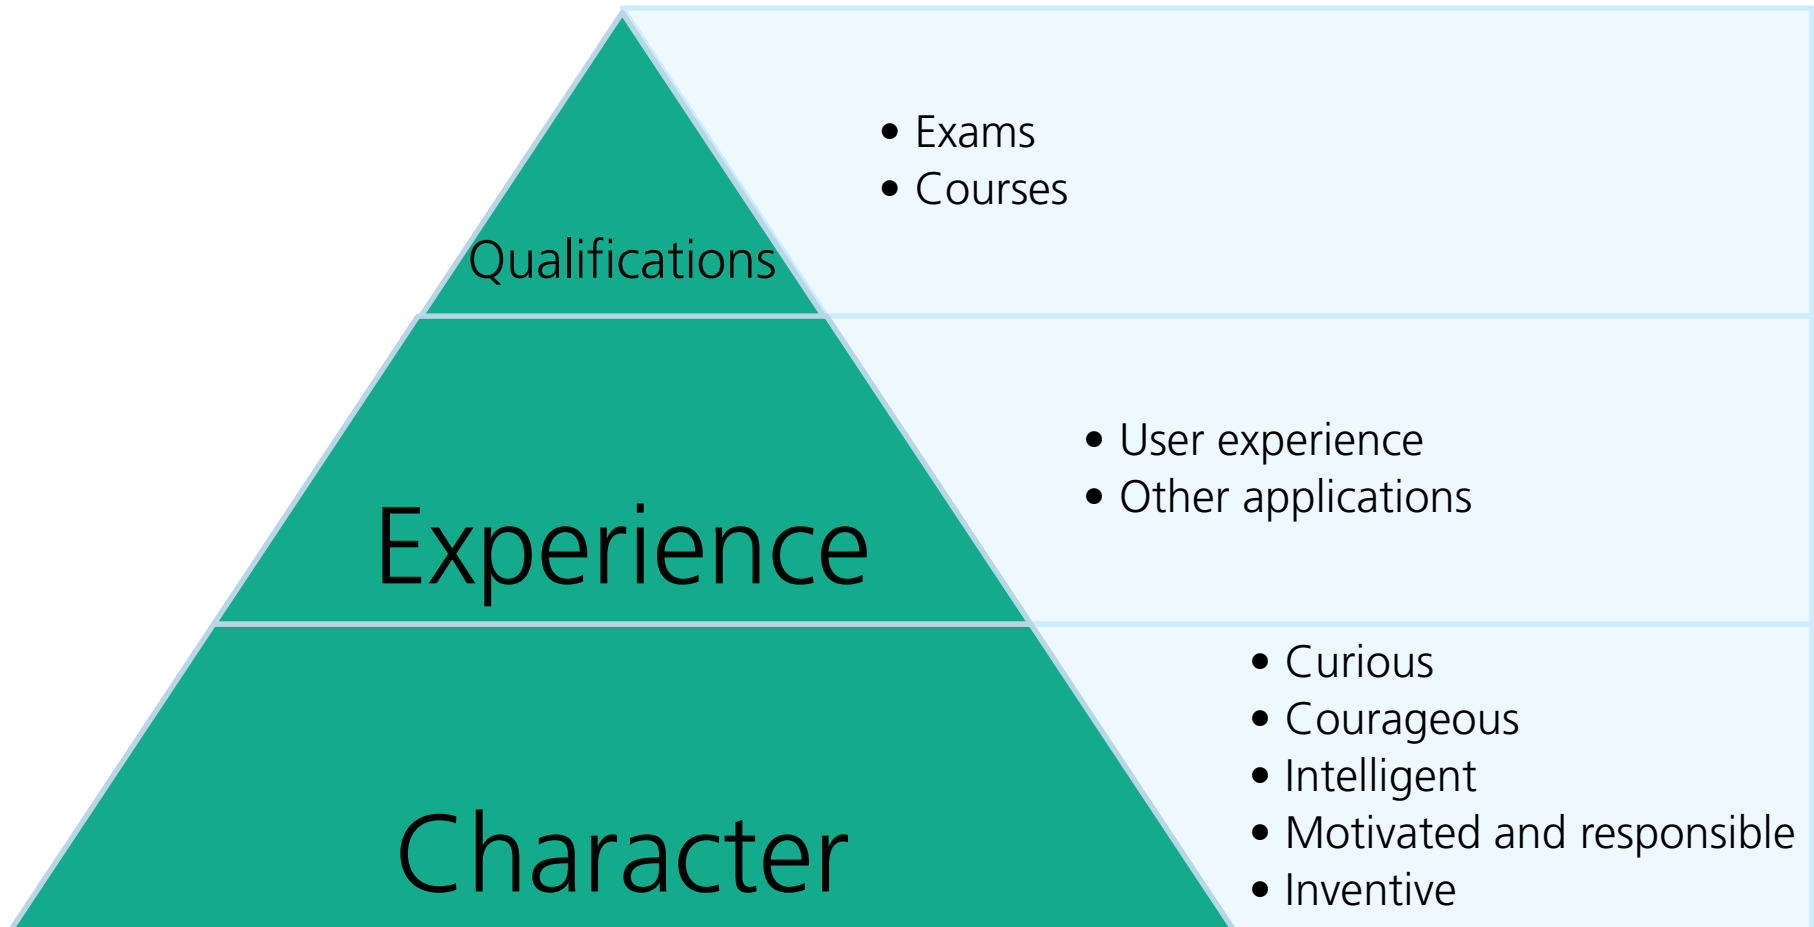 • Exams
• Courses
Qualifications
• User experience
• Other applications
Experience
• Curious
• Courageous
• Intelligent
• Motivated and responsible
• Inventive
Character